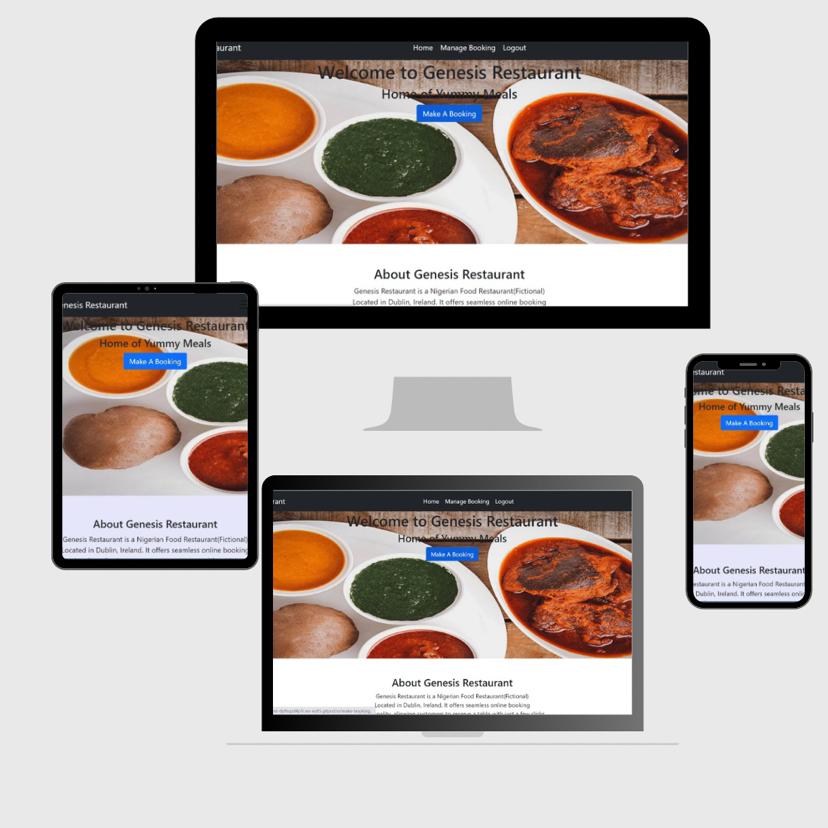 aurant
Home Manage Booking Logout
Welcome to Genesis Restaurant
Home of Yummy Meals
Make A Booking
About Genesis Restaurant
Genesis Restaurant is a Nigerian Food Restaurant(Fictional)
Located in Dublin, Ireland. It offers seamless online booking
enesis Restaurant
Welcome to Genesis Restaurant
Home of Yummy Meals
Make A Booking
About Genesis Restaurant
Genesis Restaurant is a Nigerian Food Restaurant(Fictional)
Located in Dublin, Ireland. It offers seamless online booking
staurant
ome to Genesis Resta
Home of Yummy Meals
Make A Booking
About Genesis Restaurant
estaurant is a Nigerian Food Restaurant
Dublin, Ireland. It offers seamless onli
rant
Home Manage Booking Logout
Welcome to Genesis Restaurant
Home of Yummy Meals
Make A Booking
About Genesis Restaurant
Genesis Restaurant is a Nigerian Food Restaurant(Fictional)
Located in Dublin, Ireland. It offers seamless online booking